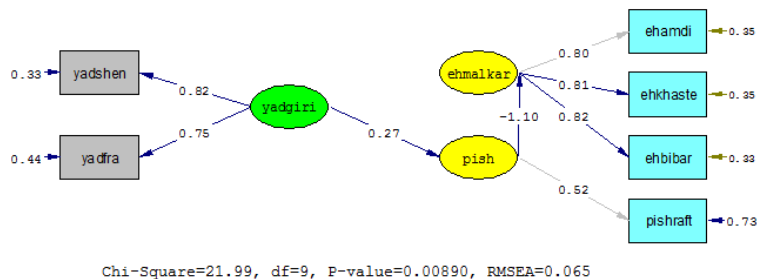 ehamdi
0.35
0.33
yadshen
0.80
ehmalkar
0.82
0.81
ehkhaste
0.35
yadgiri
0.82
-1.10
0.75
0.27
0.44
yadfra
pish
ehbibar
0.33
0.52
pishraft
0.73
Chi-Square=21.99, df=9, P-value=0.00890, RMSEA=0.065